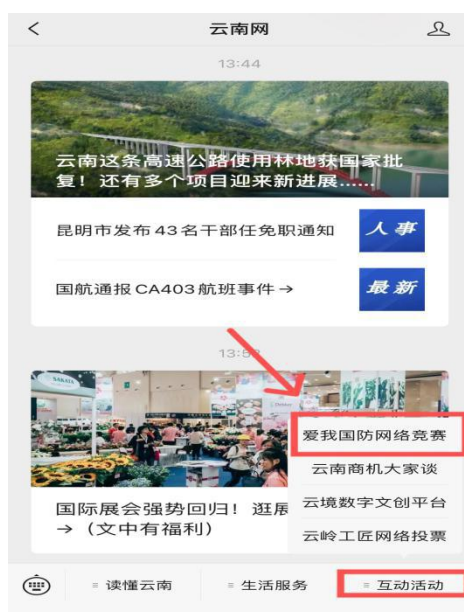 云南网
13:44
云南这条高速公路使用林地获国家批
复！还有多个项目迎来新进展……
昆明市发布43名干部任免职通知
人事
国航通报CA403航班事件→
最新
SAKATA
爱我国防网络竞赛
云南商机大家谈
云境数字文创平台
云岭工匠网络投票
国际展会强势回归！逛展
→（文中有福利）
读懂云南
生活服务
互动活动